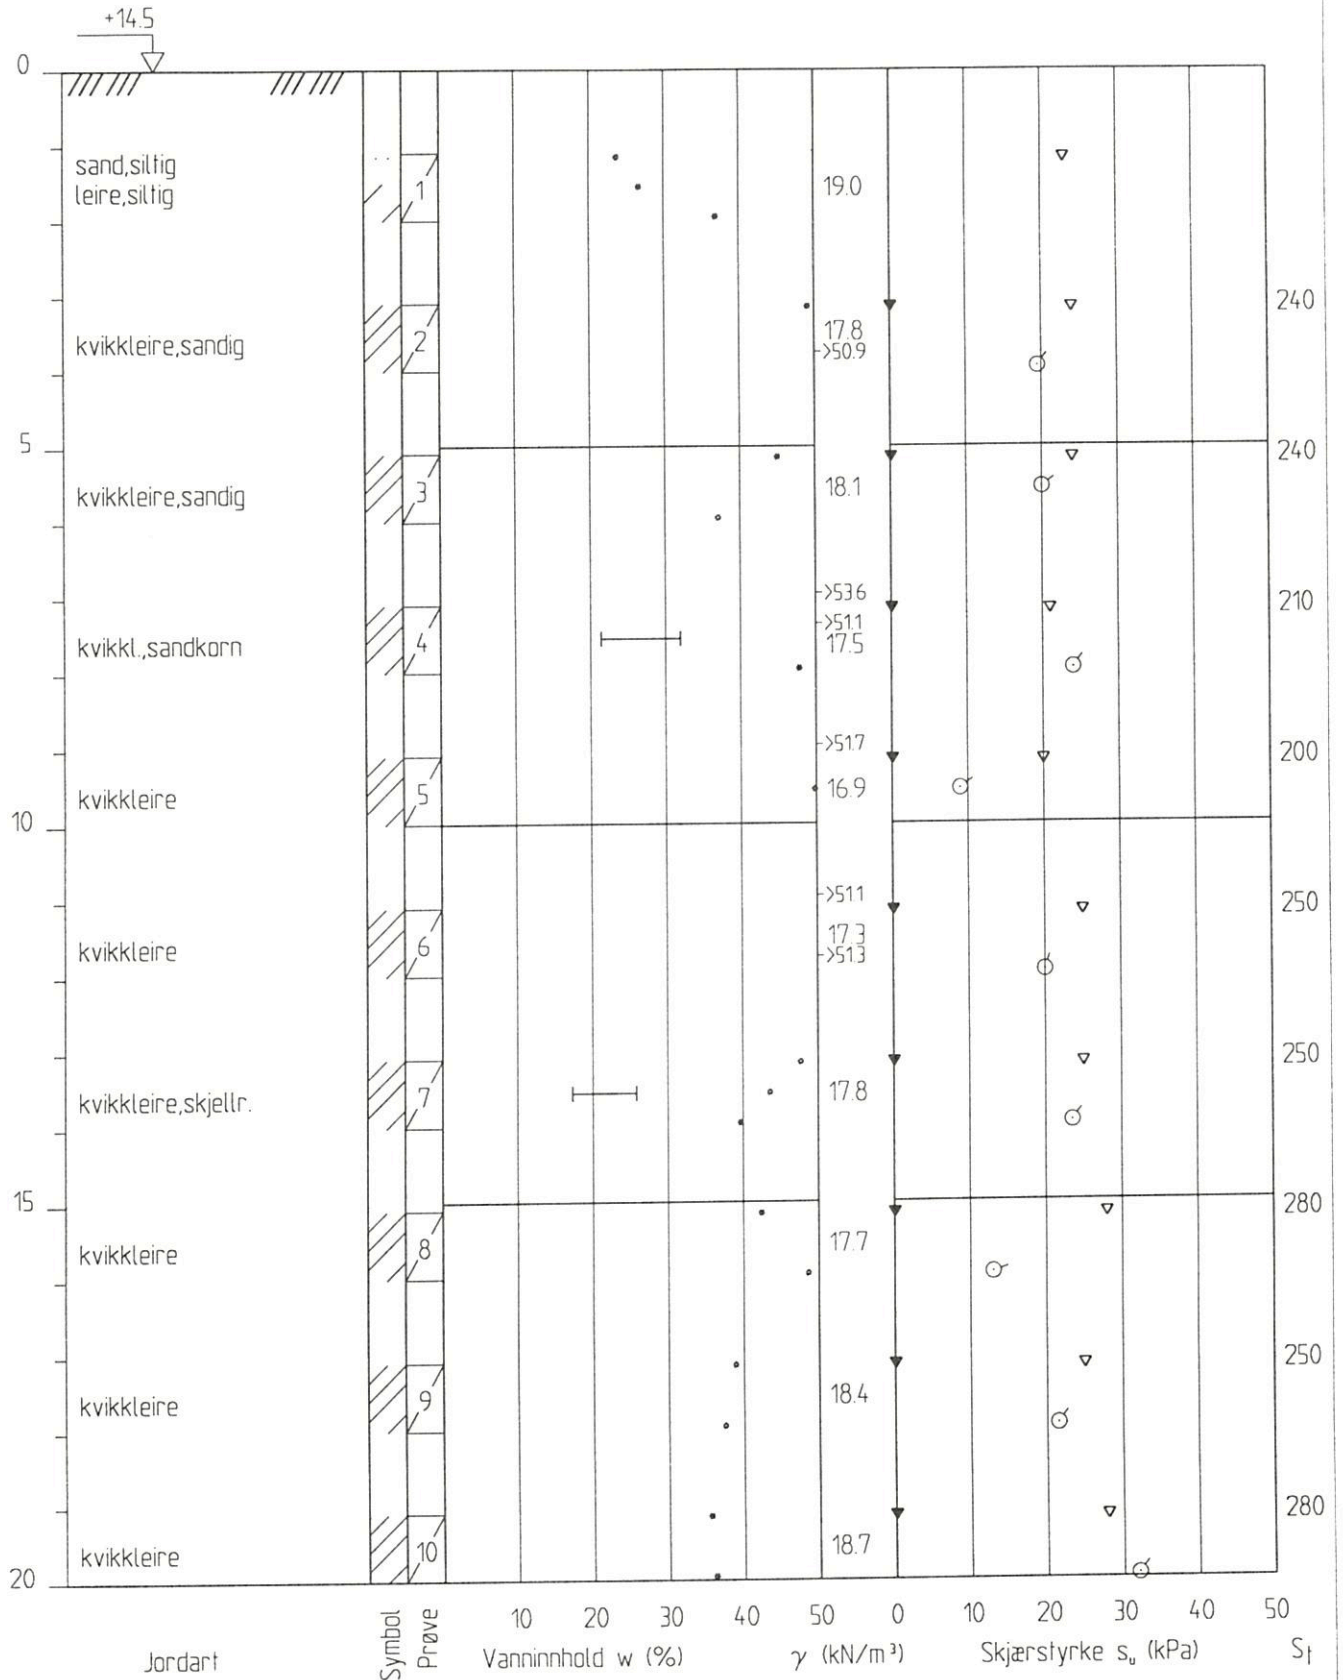 +14.5
0
sand,siltig
leire,siltig
1
19.0
240
kvikkleire,sandig
2
17.8
>50.9
5
240
kvikkleire,sandig
3
18.1
>53.6
210
>51.1
kvikkl.,sandkorn
4
17.5
>51.7
200
kvikkleire
5
16.9
10
>51.1
250
kvikkleire
6
17.3
>51.3
250
kvikkleire,skjellr.
7
17.8
15
280
kvikkleire
8
17.7
250
kvikkleire
9
18.4
280
kvikkleire
10
18.7
20
10 20 30 40 50 0 10 20 30 40 50
Jordart
Symbol
Prøve
Vanninnhold w (%)
γ (kN/m³)
Skjærstyrke sᵤ (kPa)
Sₜ